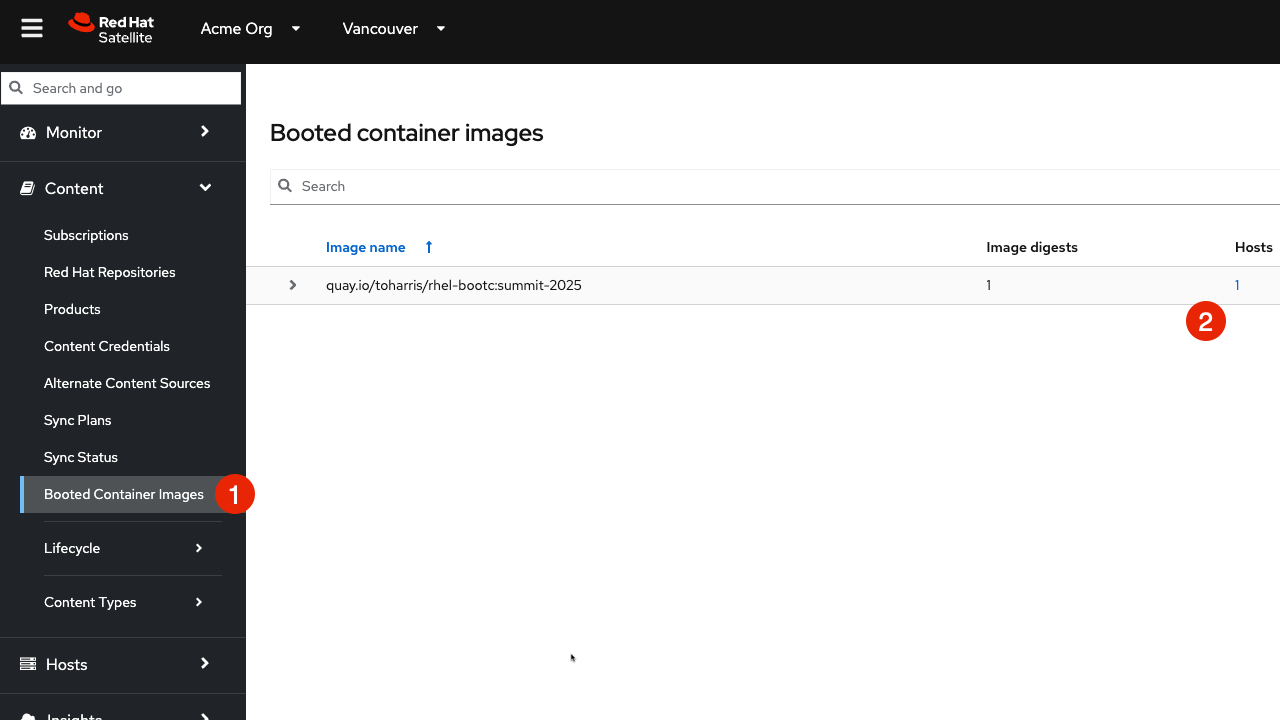 Red Hat
Satellite
Acme Org
Vancouver
Search and go
Monitor
Content
Subscriptions
Red Hat Repositories
Products
Content Credentials
Alternate Content Sources
Sync Plans
Sync Status
Booted Container Images
1
Lifecycle
Content Types
Hosts
Insights
Booted container images
Search
Image name Image digests Hosts
quay.io/toharris/rhel-bootc:summit-2025 1 1
2